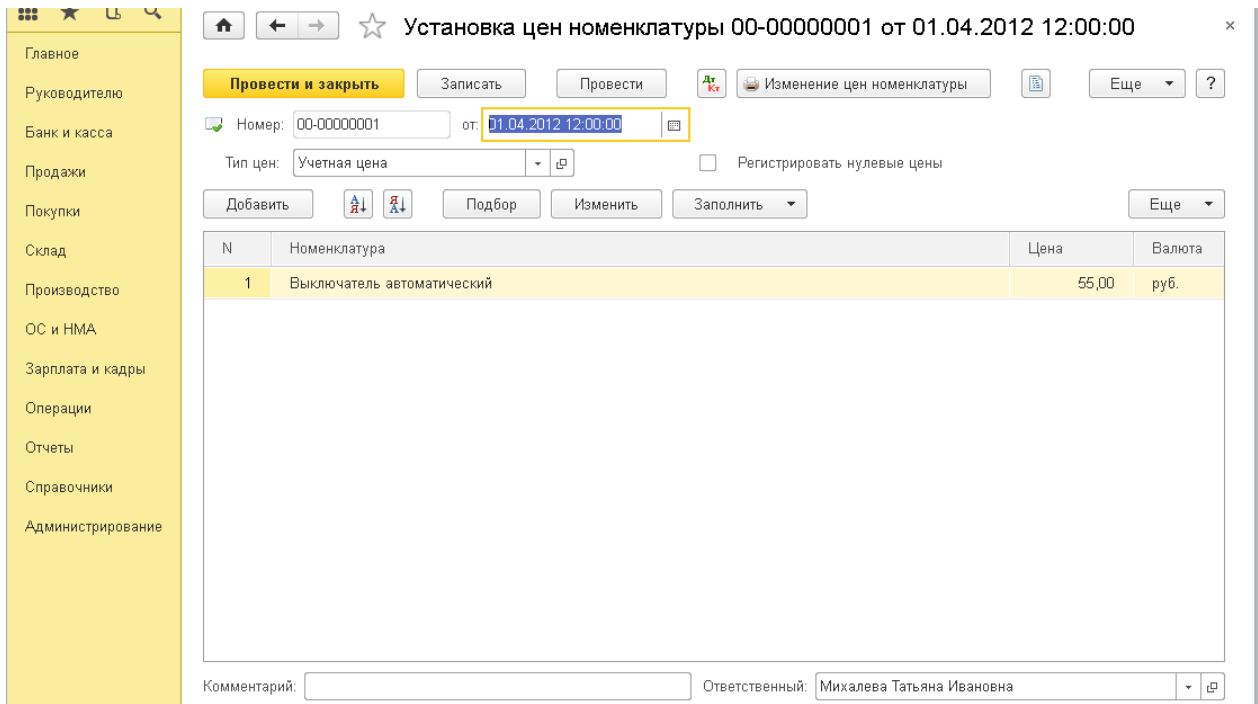 Установка цен номенклатуры 00-00000001 от 01.04.2012 12:00:00 ×
Главное
Руководителю
Банк и касса
Продажи
Покупки
Склад
Производство
ОС и НМА
Зарплата и кадры
Операции
Отчеты
Справочники
Администрирование
Провести и закрыть Записать Провести Дт Кт Изменение цен номенклатуры Еще ?
Номер: 00-00000001 от: 01.04.2012 12:00:00
Тип цен: Учетная цена Регистрировать нулевые цены
Добавить А Я Я А Подбор Изменить Заполнить Еще
N Номенклатура Цена Валюта
1 Выключатель автоматический 55,00 руб.
Комментарий: Ответственный: Михалева Татьяна Ивановна